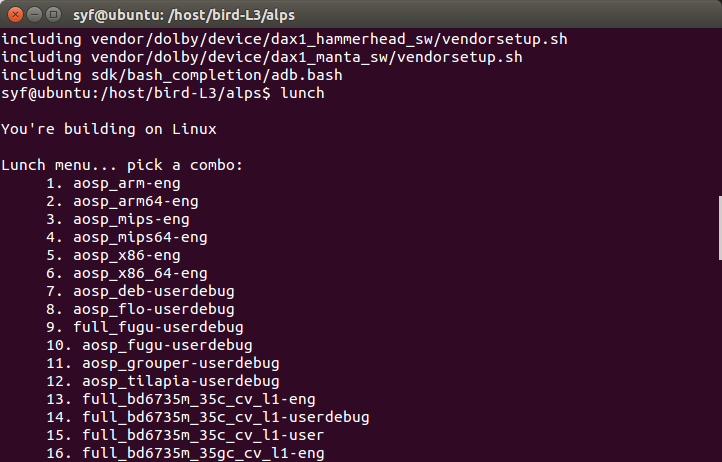 syf@ubuntu: /host/bird-L3/alps
including vendor/dolby/device/dax1_hammerhead_sw/vendorsetup.sh
including vendor/dolby/device/dax1_manta_sw/vendorsetup.sh
including sdk/bash_completion/adb.bash
syf@ubuntu:/host/bird-L3/alps$ lunch
You're building on Linux
Lunch menu... pick a combo:
1. aosp_arm-eng
2. aosp_arm64-eng
3. aosp_mips-eng
4. aosp_mips64-eng
5. aosp_x86-eng
6. aosp_x86_64-eng
7. aosp_deb-userdebug
8. aosp_flo-userdebug
9. full_fugu-userdebug
10. aosp_fugu-userdebug
11. aosp_grouper-userdebug
12. aosp_tilapia-userdebug
13. full_bd6735m_35c_cv_l1-eng
14. full_bd6735m_35c_cv_l1-userdebug
15. full_bd6735m_35c_cv_l1-user
16. full_bd6735m_35gc_cv_l1-eng